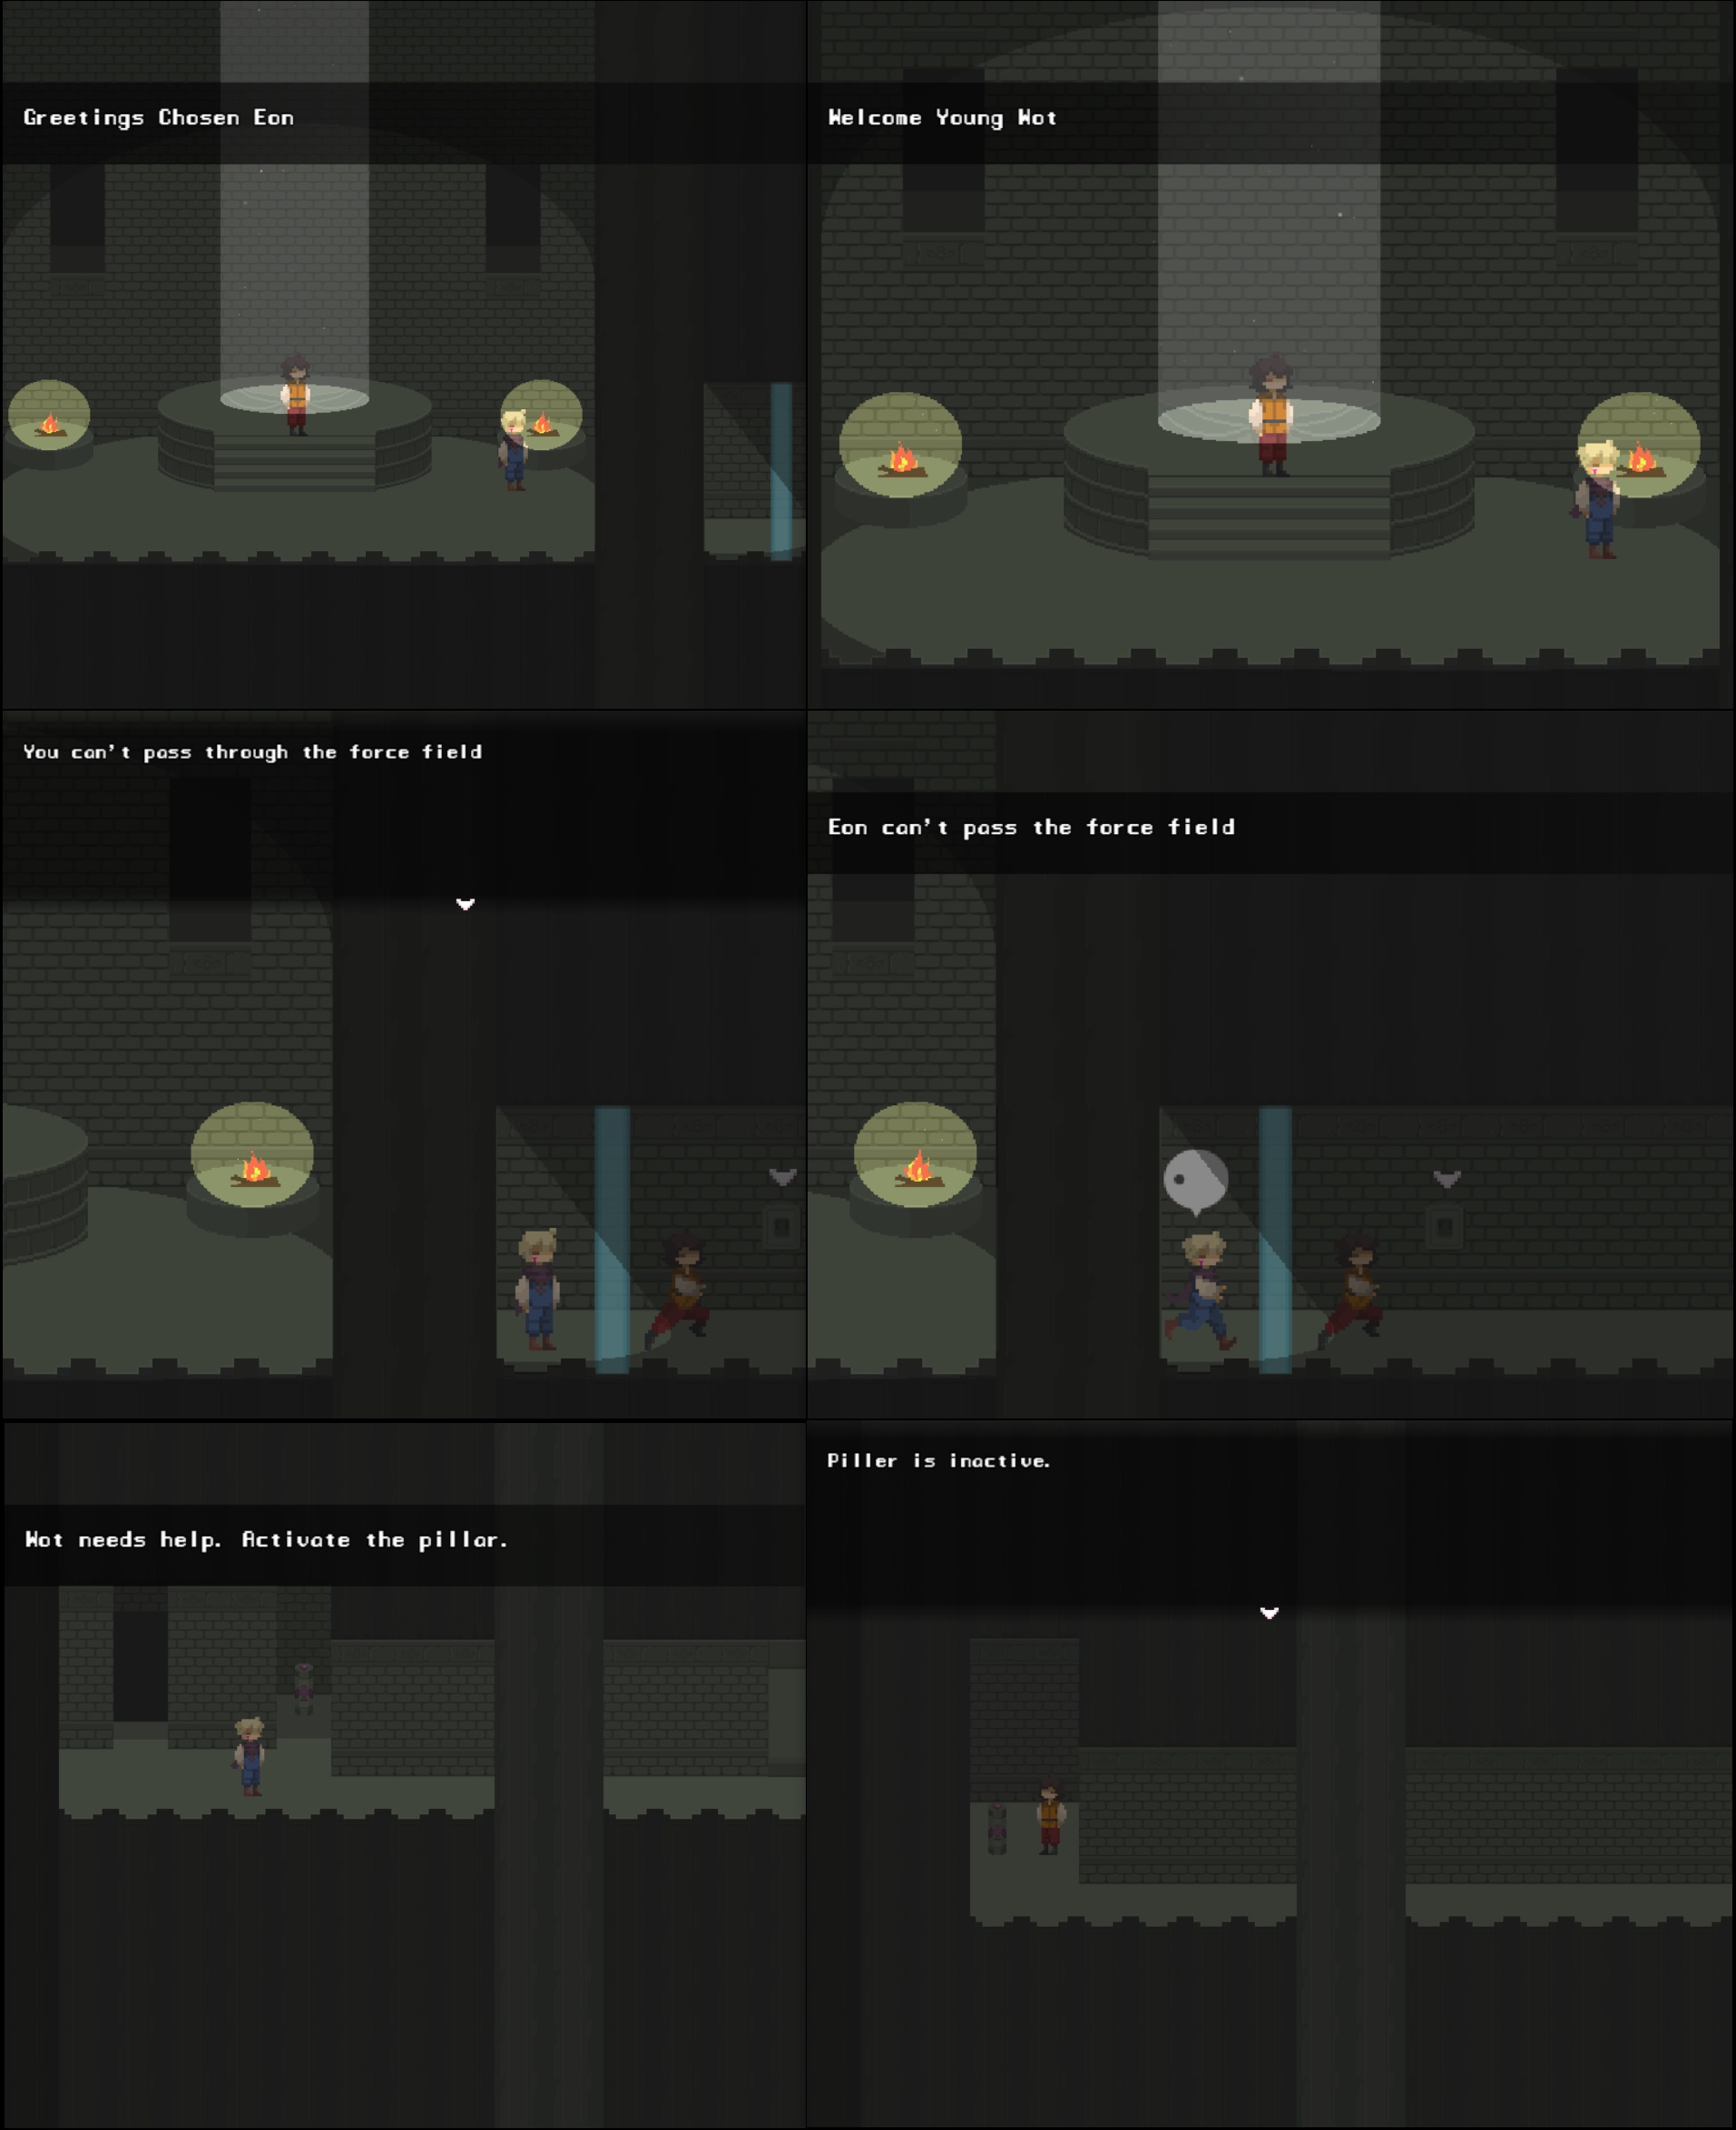 Greetings Chosen Eon
Welcome Young Wot
You can't pass through the force field
Eon can't pass the force field
Wot needs help. Activate the pillar.
Piller is inactive.